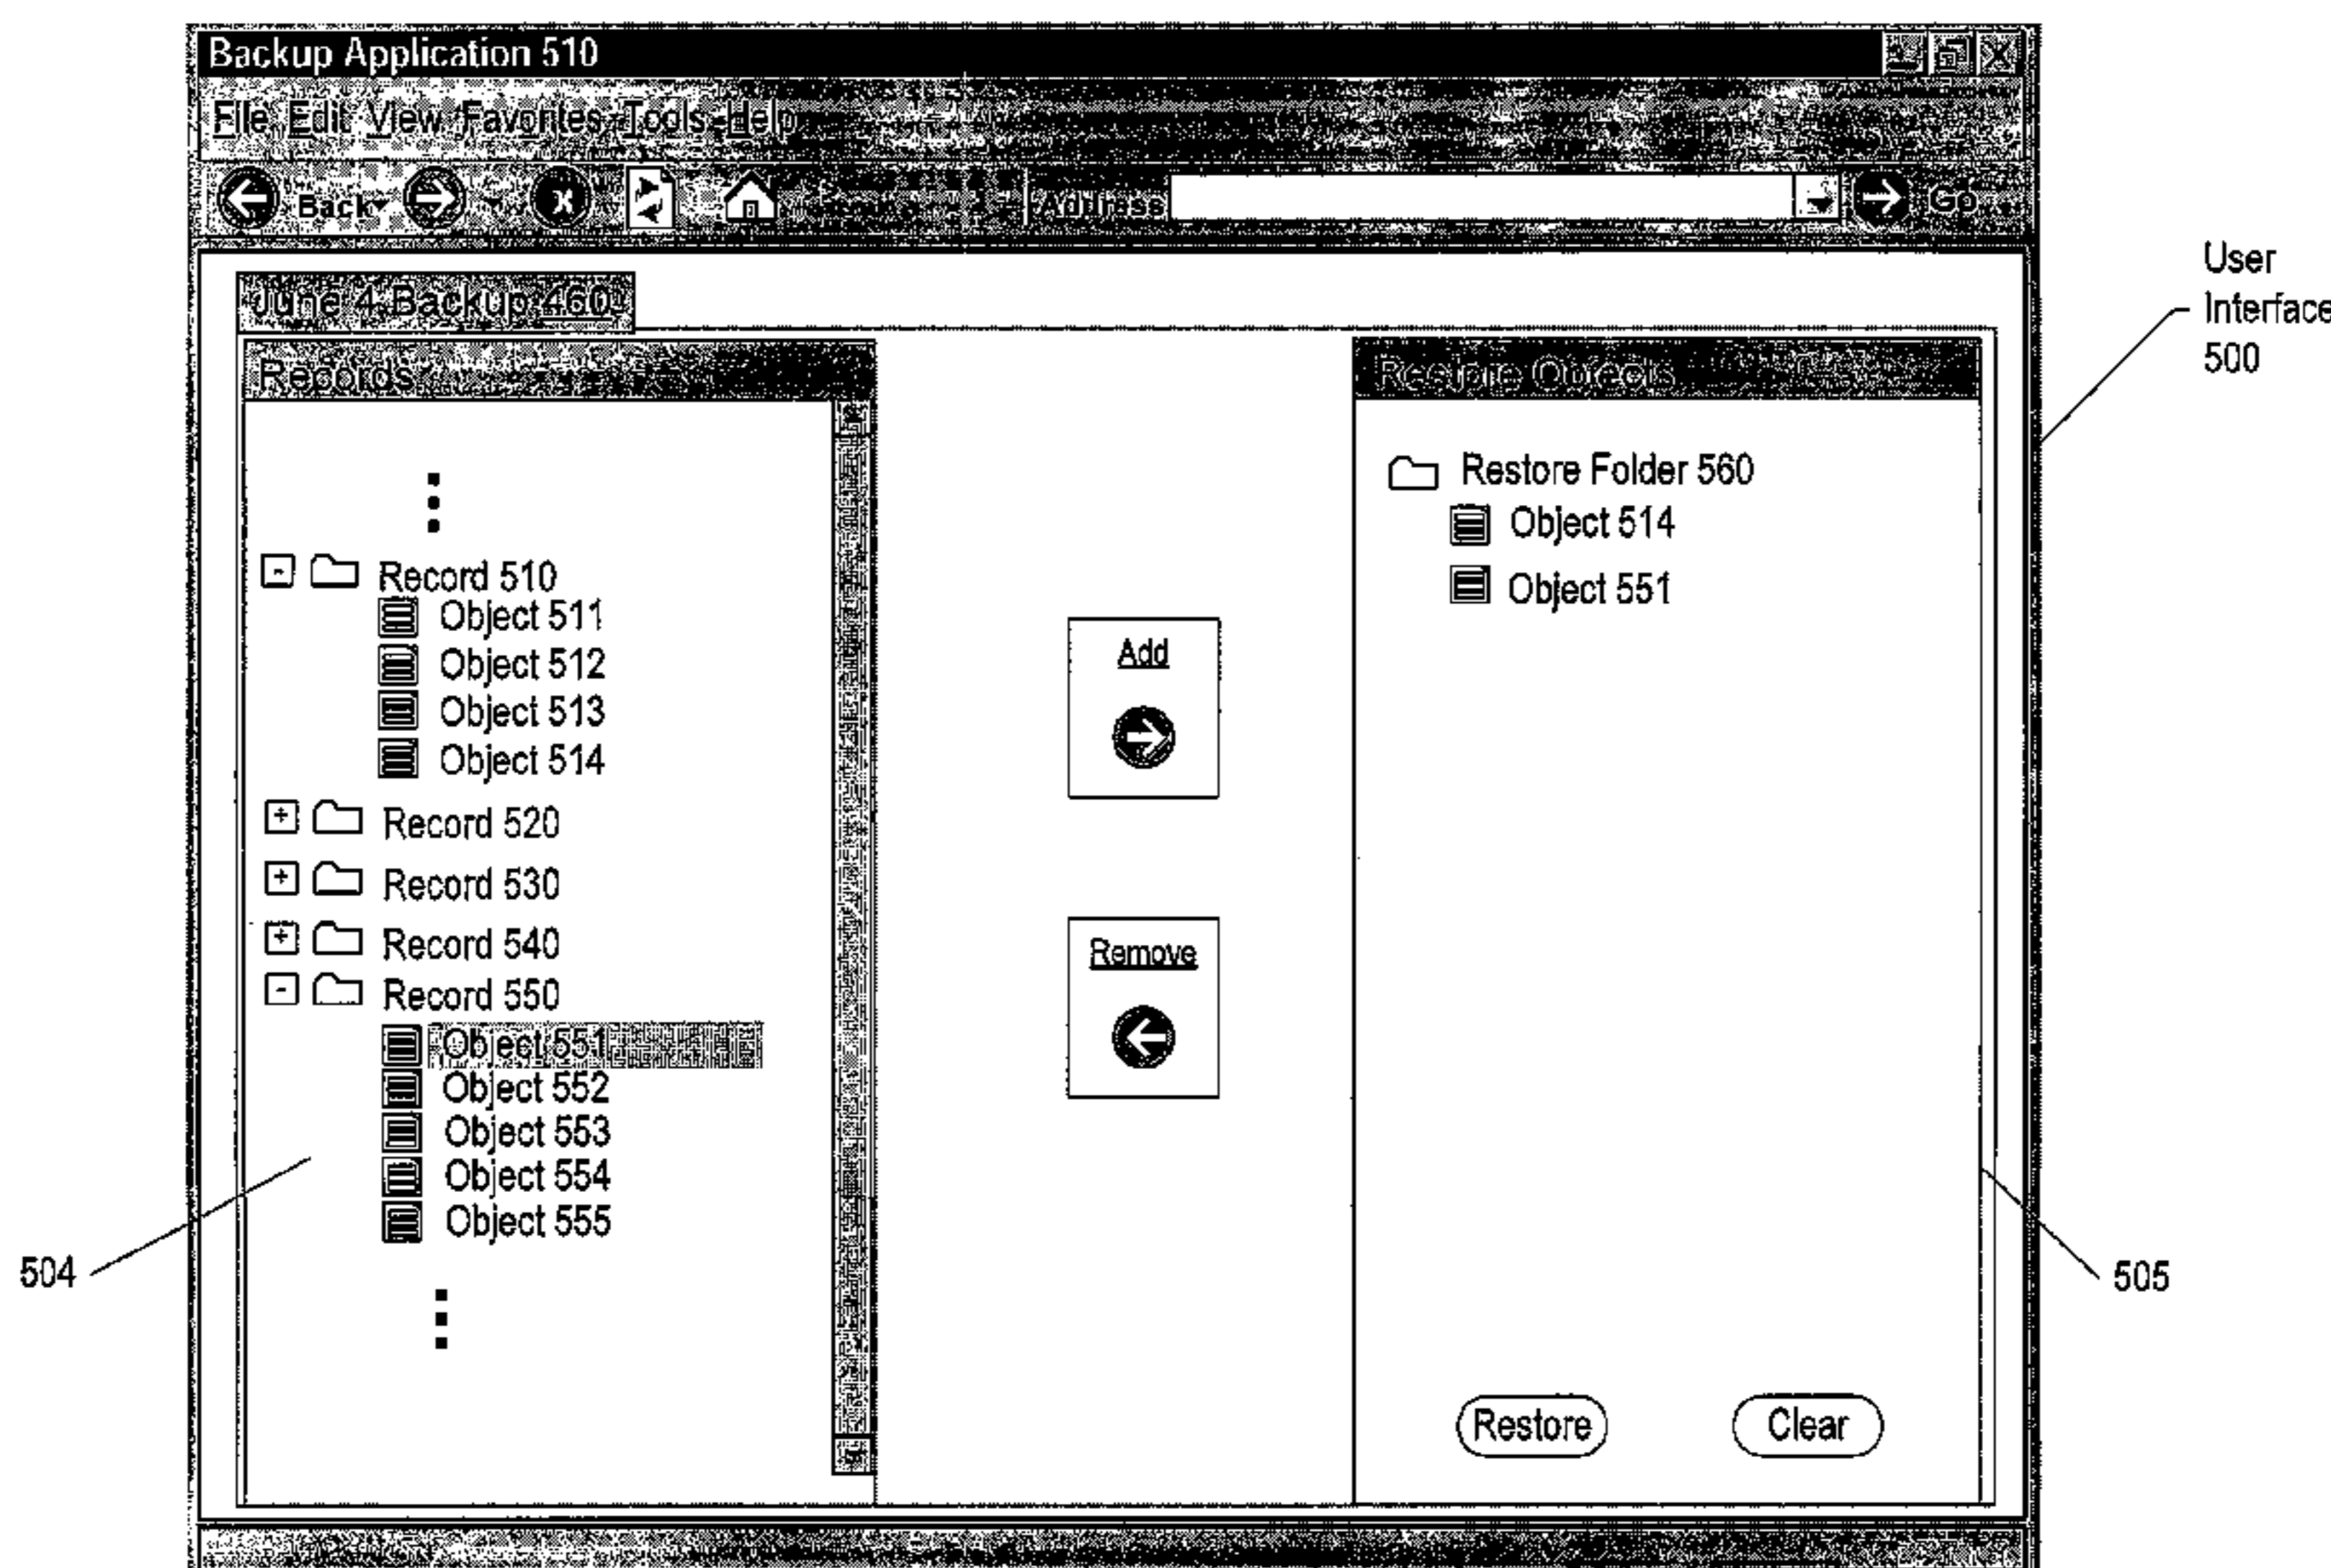 Backup Application 510
File Edit View Favorites Tools Help
Back
Address
Go
June 4 Backup 460
Records
Record 510
Object 511
Object 512
Object 513
Object 514
Record 520
Record 530
Record 540
Record 550
Object 551
Object 552
Object 553
Object 554
Object 555
Add
Remove
Restore Objects
Restore Folder 560
Object 514
Object 551
Restore
Clear
User
Interface
500
504
505